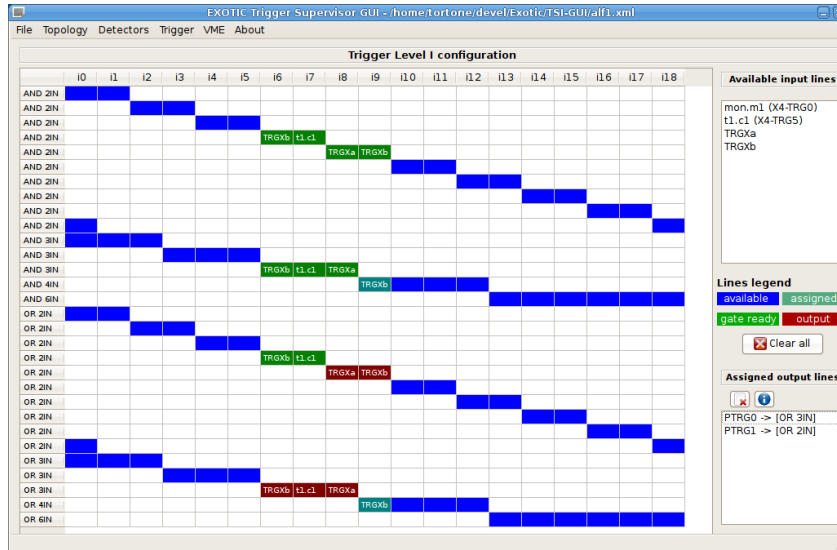 EXOTIC Trigger Supervisor GUI - /home/tortone/devel/Exotic/TSI-GUI/alf1.xml
File Topology Detectors Trigger VME About
Trigger Level I configuration
i0 i1 i2 i3 i4 i5 i6 i7 i8 i9 i10 i11 i12 i13 i14 i15 i16 i17 i18
AND 2IN
AND 2IN
AND 2IN
AND 2IN TRGXb t1.c1
AND 2IN TRGXa TRGXb
AND 2IN
AND 2IN
AND 2IN
AND 2IN
AND 2IN
AND 3IN
AND 3IN
AND 3IN TRGXb t1.c1 TRGXa
AND 4IN TRGXb
AND 6IN
OR 2IN
OR 2IN
OR 2IN
OR 2IN TRGXb t1.c1
OR 2IN TRGXa TRGXb
OR 2IN
OR 2IN
OR 2IN
OR 2IN
OR 2IN
OR 3IN
OR 3IN
OR 3IN TRGXb t1.c1 TRGXa
OR 4IN TRGXb
OR 6IN
Available input lines
mon.m1 (X4-TRG0)
t1.c1 (X4-TRG5)
TRGXa
TRGXb
Lines legend
available assigned
gate ready output
Clear all
Assigned output lines
PTRG0 -> [OR 3IN]
PTRG1 -> [OR 2IN]